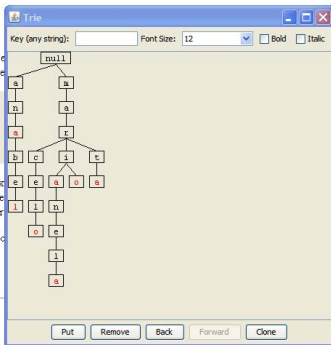 Trie
Key (any string): Font Size: 12 Bold Italic
null
a m
n a
a r
b c i t
e e a o a
l l n
o e
l
a
Put Remove Back Forward Clone